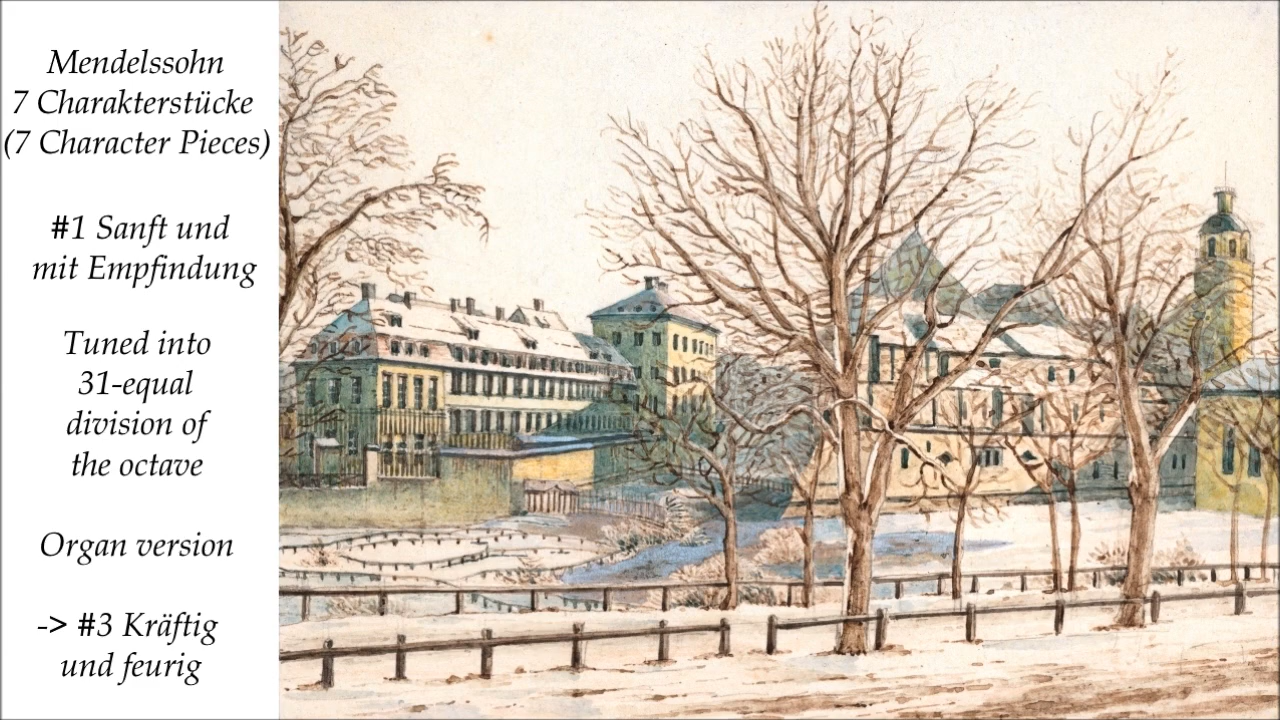 Mendelssohn
7 Charakterstücke
(7 Character Pieces)
#1 Sanft und
mit Empfindung
Tuned into
31-equal
division of
the octave
Organ version
-> #3 Kräftig
und feurig